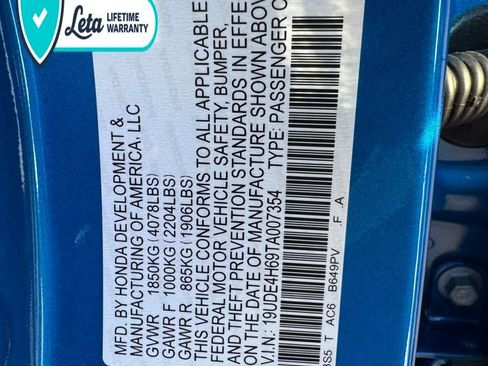 Leta LIFETIME
WARRANTY
MFD. BY HONDA DEVELOPMENT &
MANUFACTURING OF AMERICA, LLC
GVWR 1850KG (4078LBS)
GAWR F 1000KG (2204LBS)
GAWR R 865KG (1906LBS)
THIS VEHICLE CONFORMS TO ALL APPLICABLE
FEDERAL MOTOR VEHICLE SAFETY, BUMPER,
AND THEFT PREVENTION STANDARDS IN EFFE
ON THE DATE OF MANUFACTURE SHOWN ABOV
V.I.N: 19UDE4H69TA007354 TYPE: PASSENGER C
3S5 T AC6 B649PV .F .A